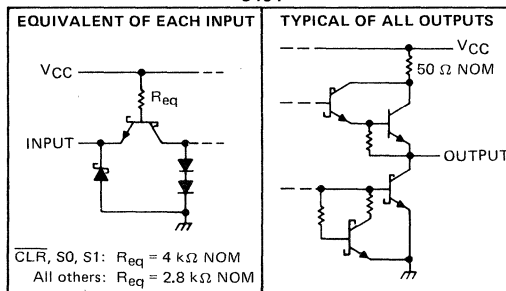 EQUIVALENT OF EACH INPUT
VCC
Req
INPUT
CLR, S0, S1: Req = 4 kΩ NOM
All others: Req = 2.8 kΩ NOM
TYPICAL OF ALL OUTPUTS
VCC
50 Ω NOM
OUTPUT